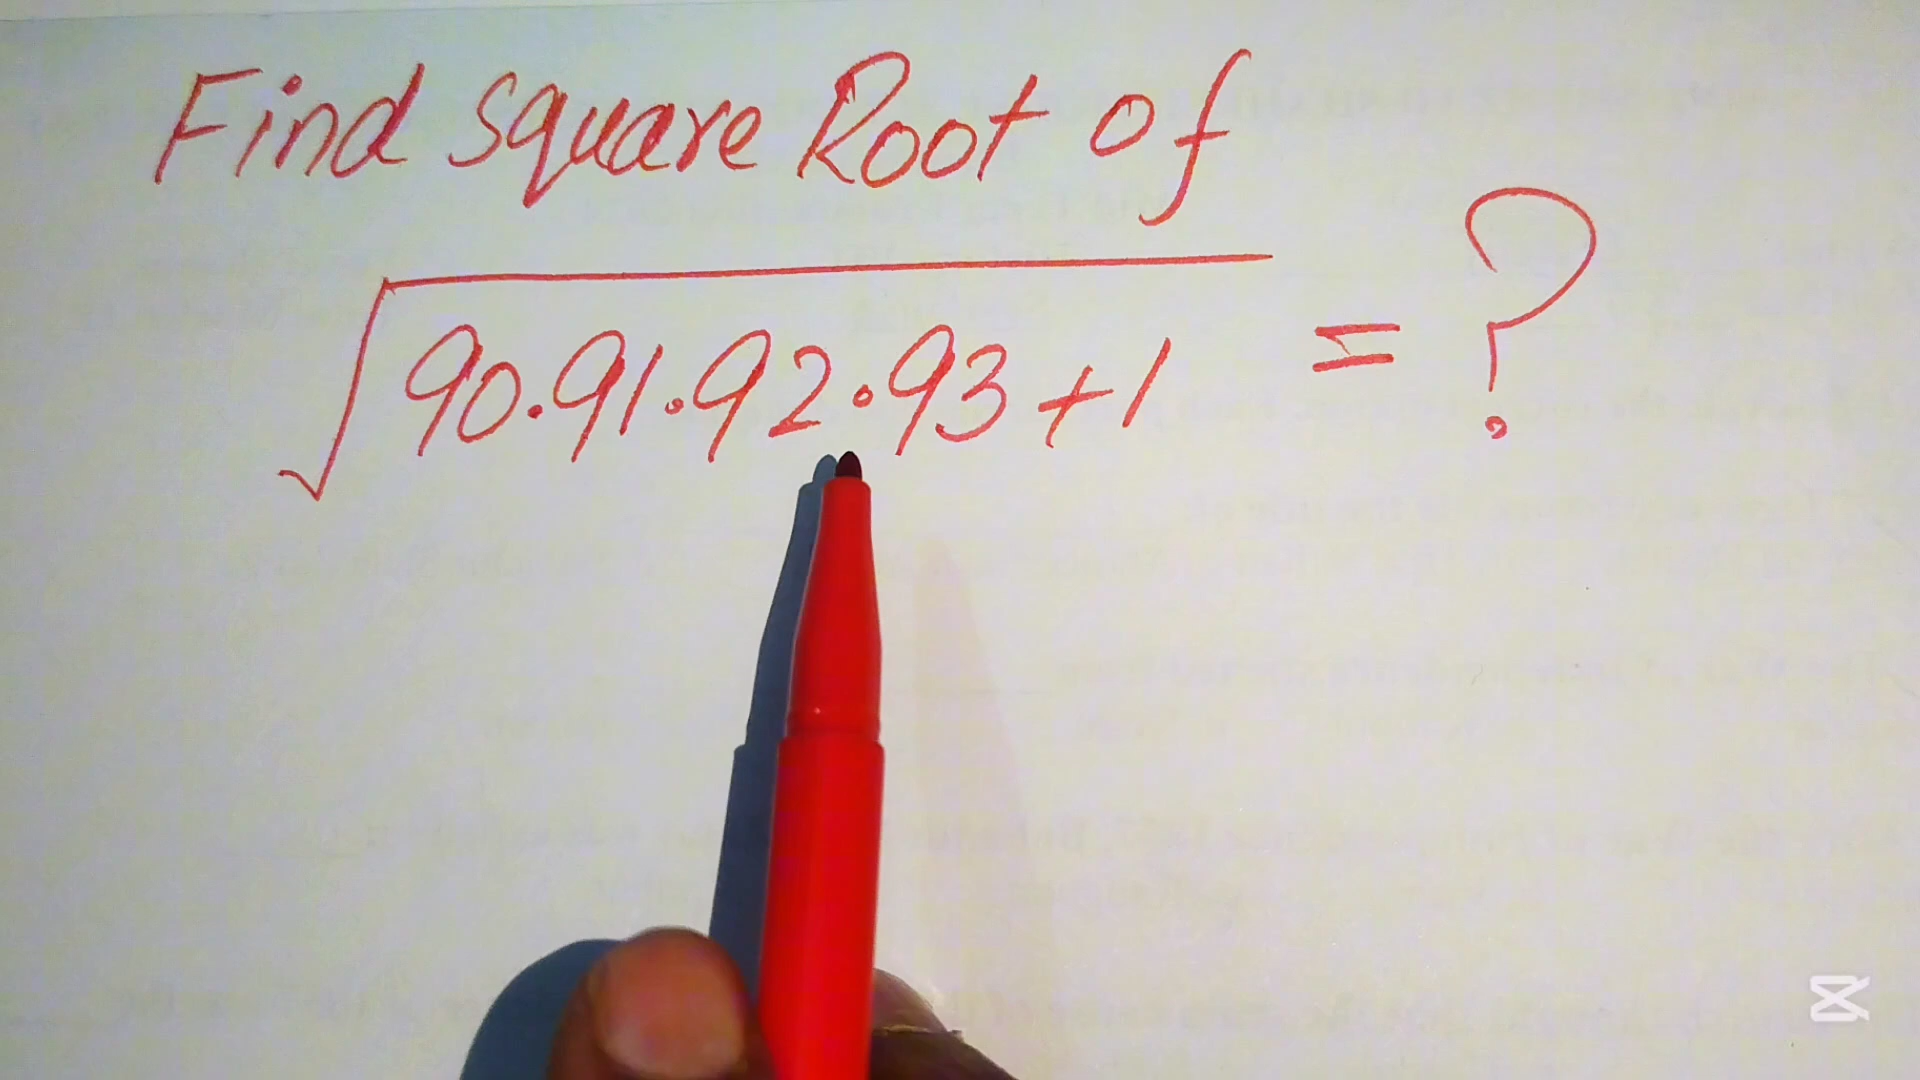 Find square Root of
√90.91.92.93+1 = ?